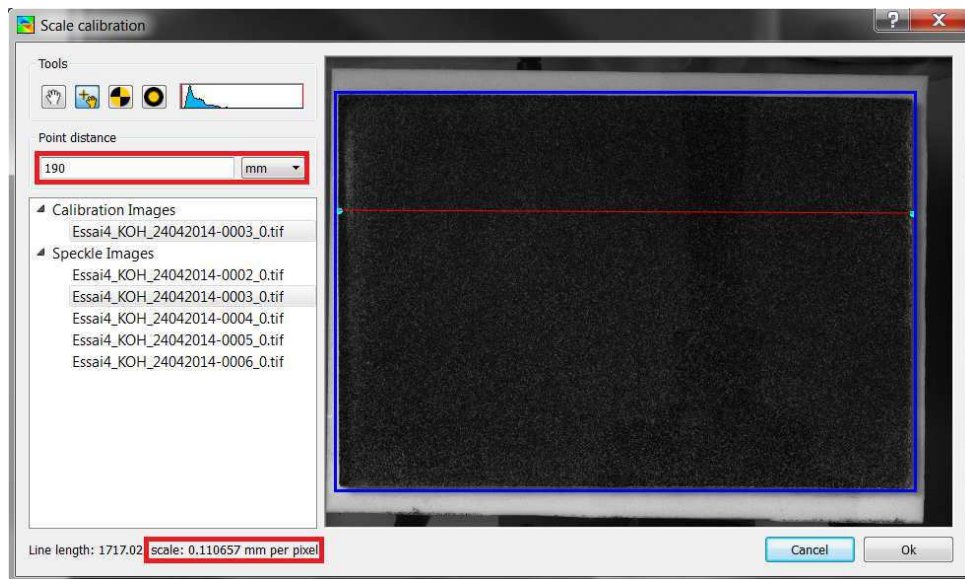 Scale calibration
?
X
Tools
Point distance
190
mm
Calibration Images
Essai4_KOH_24042014-0003_0.tif
Speckle Images
Essai4_KOH_24042014-0002_0.tif
Essai4_KOH_24042014-0003_0.tif
Essai4_KOH_24042014-0004_0.tif
Essai4_KOH_24042014-0005_0.tif
Essai4_KOH_24042014-0006_0.tif
Line length: 1717.02 scale: 0.110657 mm per pixel
Cancel
Ok